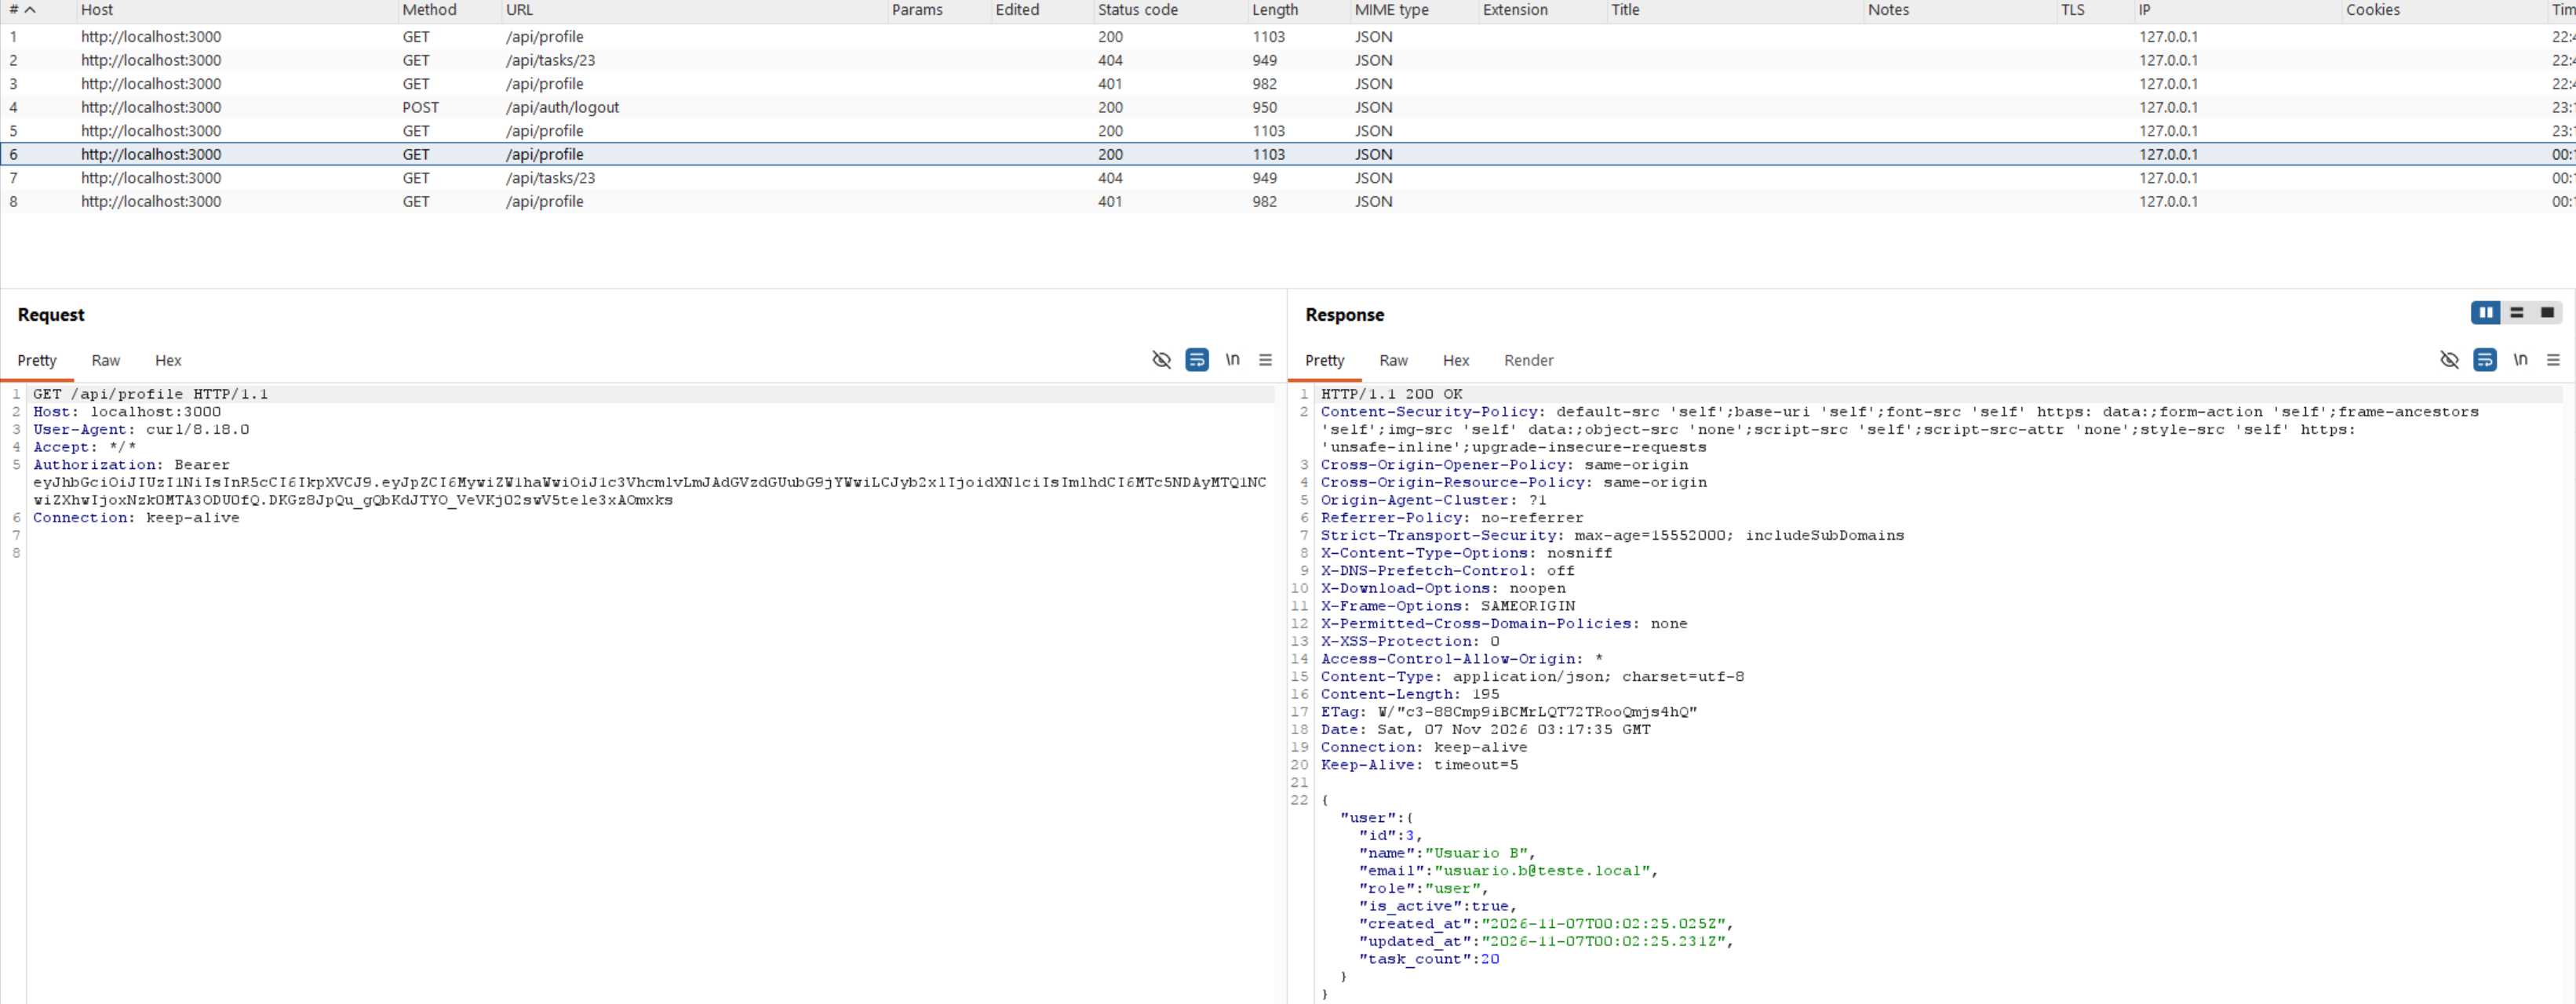 # Host Method URL Params Edited Status code Length MIME type Extension Title Notes TLS IP Cookies Tim
1 http://localhost:3000 GET /api/profile 200 1103 JSON 127.0.0.1 22:4
2 http://localhost:3000 GET /api/tasks/23 404 949 JSON 127.0.0.1 22:4
3 http://localhost:3000 GET /api/profile 401 982 JSON 127.0.0.1 22:4
4 http://localhost:3000 POST /api/auth/logout 200 950 JSON 127.0.0.1 23:1
5 http://localhost:3000 GET /api/profile 200 1103 JSON 127.0.0.1 23:1
6 http://localhost:3000 GET /api/profile 200 1103 JSON 127.0.0.1 00:1
7 http://localhost:3000 GET /api/tasks/23 404 949 JSON 127.0.0.1 00:1
8 http://localhost:3000 GET /api/profile 401 982 JSON 127.0.0.1 00:1
Request
Pretty Raw Hex \n
1 GET /api/profile HTTP/1.1
2 Host: localhost:3000
3 User-Agent: curl/8.18.0
4 Accept: */*
5 Authorization: Bearer
6 Connection: keep-alive
7
8
Response
Pretty Raw Hex Render \n
1 HTTP/1.1 200 OK
2 Content-Security-Policy: default-src 'self';base-uri 'self';font-src 'self' https: data:;form-action 'self';frame-ancestors
'self';img-src 'self' data:;object-src 'none';script-src 'self';script-src-attr 'none';style-src 'self' https:
'unsafe-inline';upgrade-insecure-requests
3 Cross-Origin-Opener-Policy: same-origin
4 Cross-Origin-Resource-Policy: same-origin
5 Origin-Agent-Cluster: ?1
6 Referrer-Policy: no-referrer
7 Strict-Transport-Security: max-age=15552000; includeSubDomains
8 X-Content-Type-Options: nosniff
9 X-DNS-Prefetch-Control: off
10 X-Download-Options: noopen
11 X-Frame-Options: SAMEORIGIN
12 X-Permitted-Cross-Domain-Policies: none
13 X-XSS-Protection: 0
14 Access-Control-Allow-Origin: *
15 Content-Type: application/json; charset=utf-8
16 Content-Length: 195
17 ETag: W/"c3-88Cmp9iBCMrLQT72TRooQmjs4hQ"
18 Date: Sat, 07 Nov 2026 03:17:35 GMT
19 Connection: keep-alive
20 Keep-Alive: timeout=5
21
22 {
"user":{
"id":3,
"name":"Usuario B",
"email":"usuario.b@teste.local",
"role":"user",
"is_active":true,
"created_at":"2026-11-07T00:02:25.025Z",
"updated_at":"2026-11-07T00:02:25.231Z",
"task_count":20
}
}